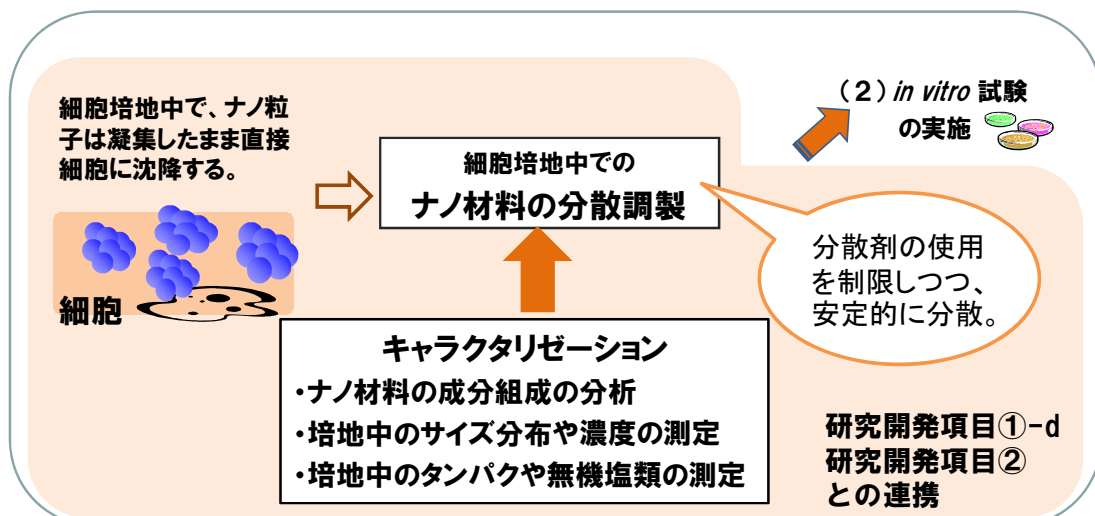 細胞培地中で、ナノ粒
子は凝集したまま直接
細胞に沈降する。
細胞
細胞培地中での
ナノ材料の分散調製
(2) in vitro 試験
の実施
分散剤の使用
を制限しつつ、
安定的に分散。
キャラクタリゼーション
・ナノ材料の成分組成の分析
・培地中のサイズ分布や濃度の測定
・培地中のタンパクや無機塩類の測定
研究開発項目①-d
研究開発項目②
との連携